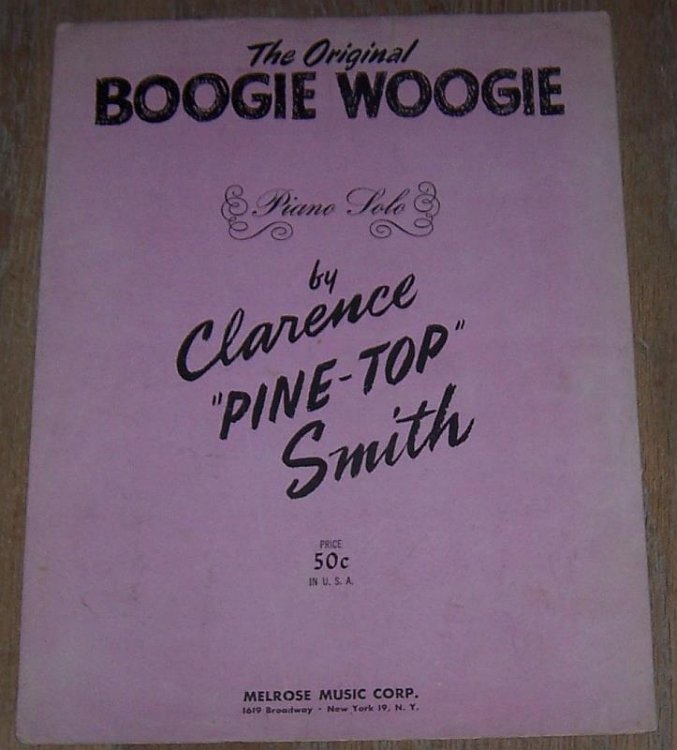 The Original
BOOGIE WOOGIE
Piano Solo
by
Clarence
"PINE-TOP"
Smith
PRICE
50c
IN U. S. A.
MELROSE MUSIC CORP.
1619 Broadway · New York 19, N. Y.